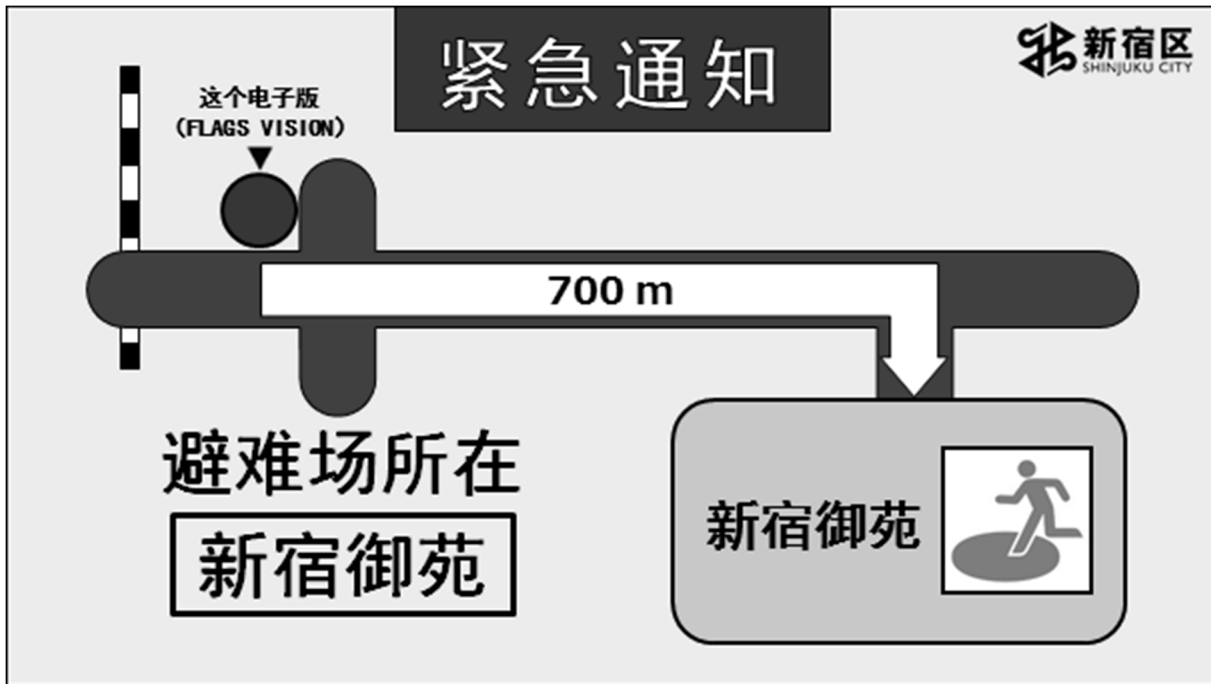 紧急通知
新宿区
SHINJUKU CITY
这个电子版
(FLAGS VISION)
700 m
避难场所在
新宿御苑
新宿御苑